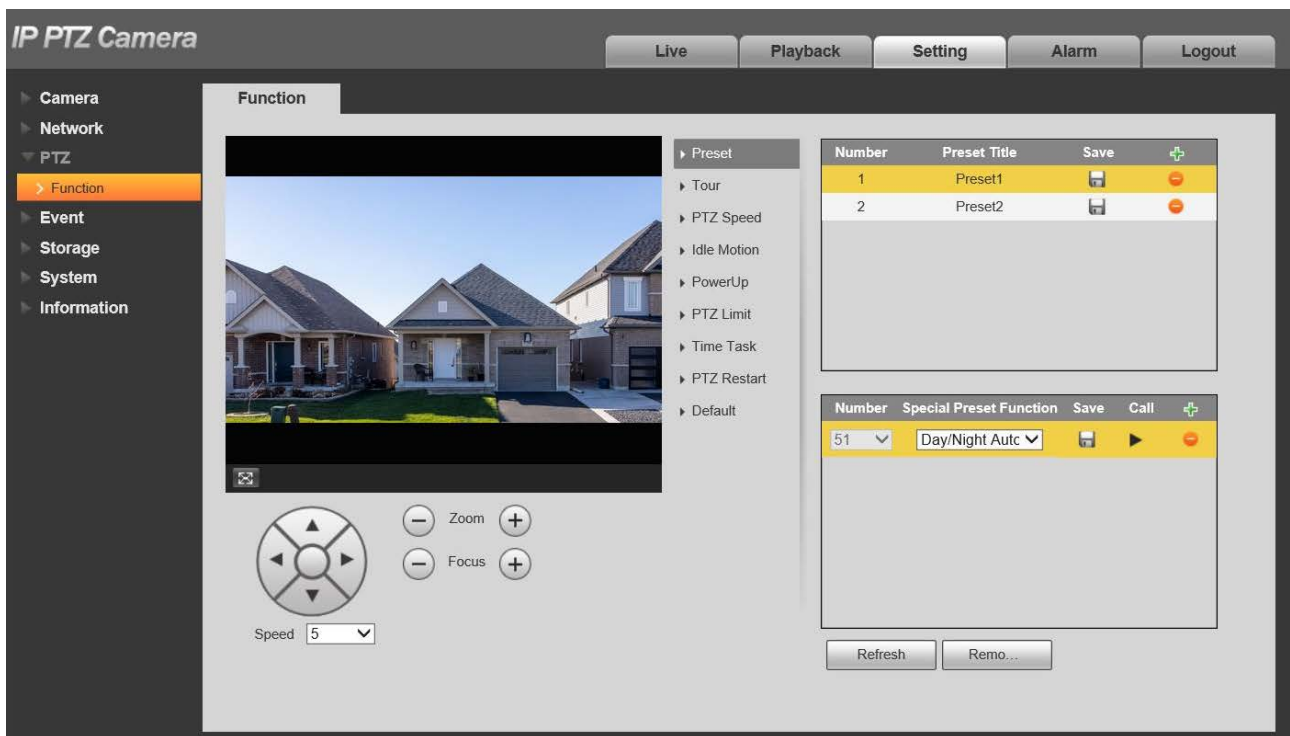 IP PTZ Camera
Live Playback Setting Alarm Logout
Camera
Network
PTZ
Function
Event
Storage
System
Information
Function
Preset
Tour
PTZ Speed
Idle Motion
PowerUp
PTZ Limit
Time Task
PTZ Restart
Default
Zoom
Focus
Speed 5
Number Preset Title Save
1 Preset1
2 Preset2
Number Special Preset Function Save Call
51 Day/Night Autc
Refresh Remo...